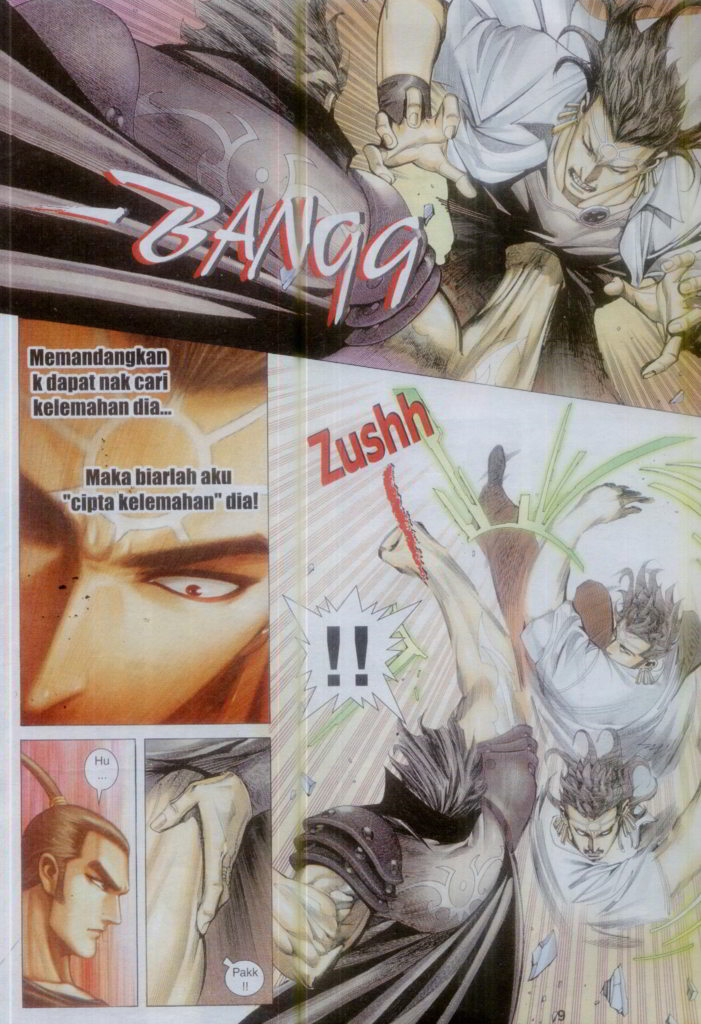 BANGG
Memandangkan
k dapat nak cari
kelemahan dia...
Maka biarlah aku
"cipta kelemahan" dia!
Zushh
!!
Hu
...
Pakk
!!
9